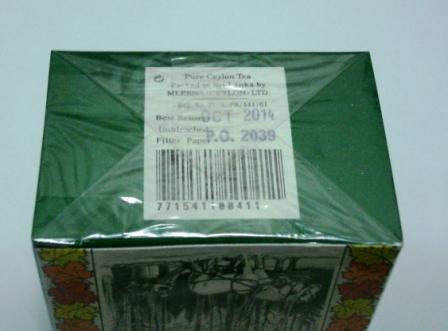 Pure Ceylon Tea
Packed in Sri Lanka by
MLESNA (CEYLON) LTD.
Best Before OCT 2014
Unbleached
Filter Paper P.O. 2039
771541 00411